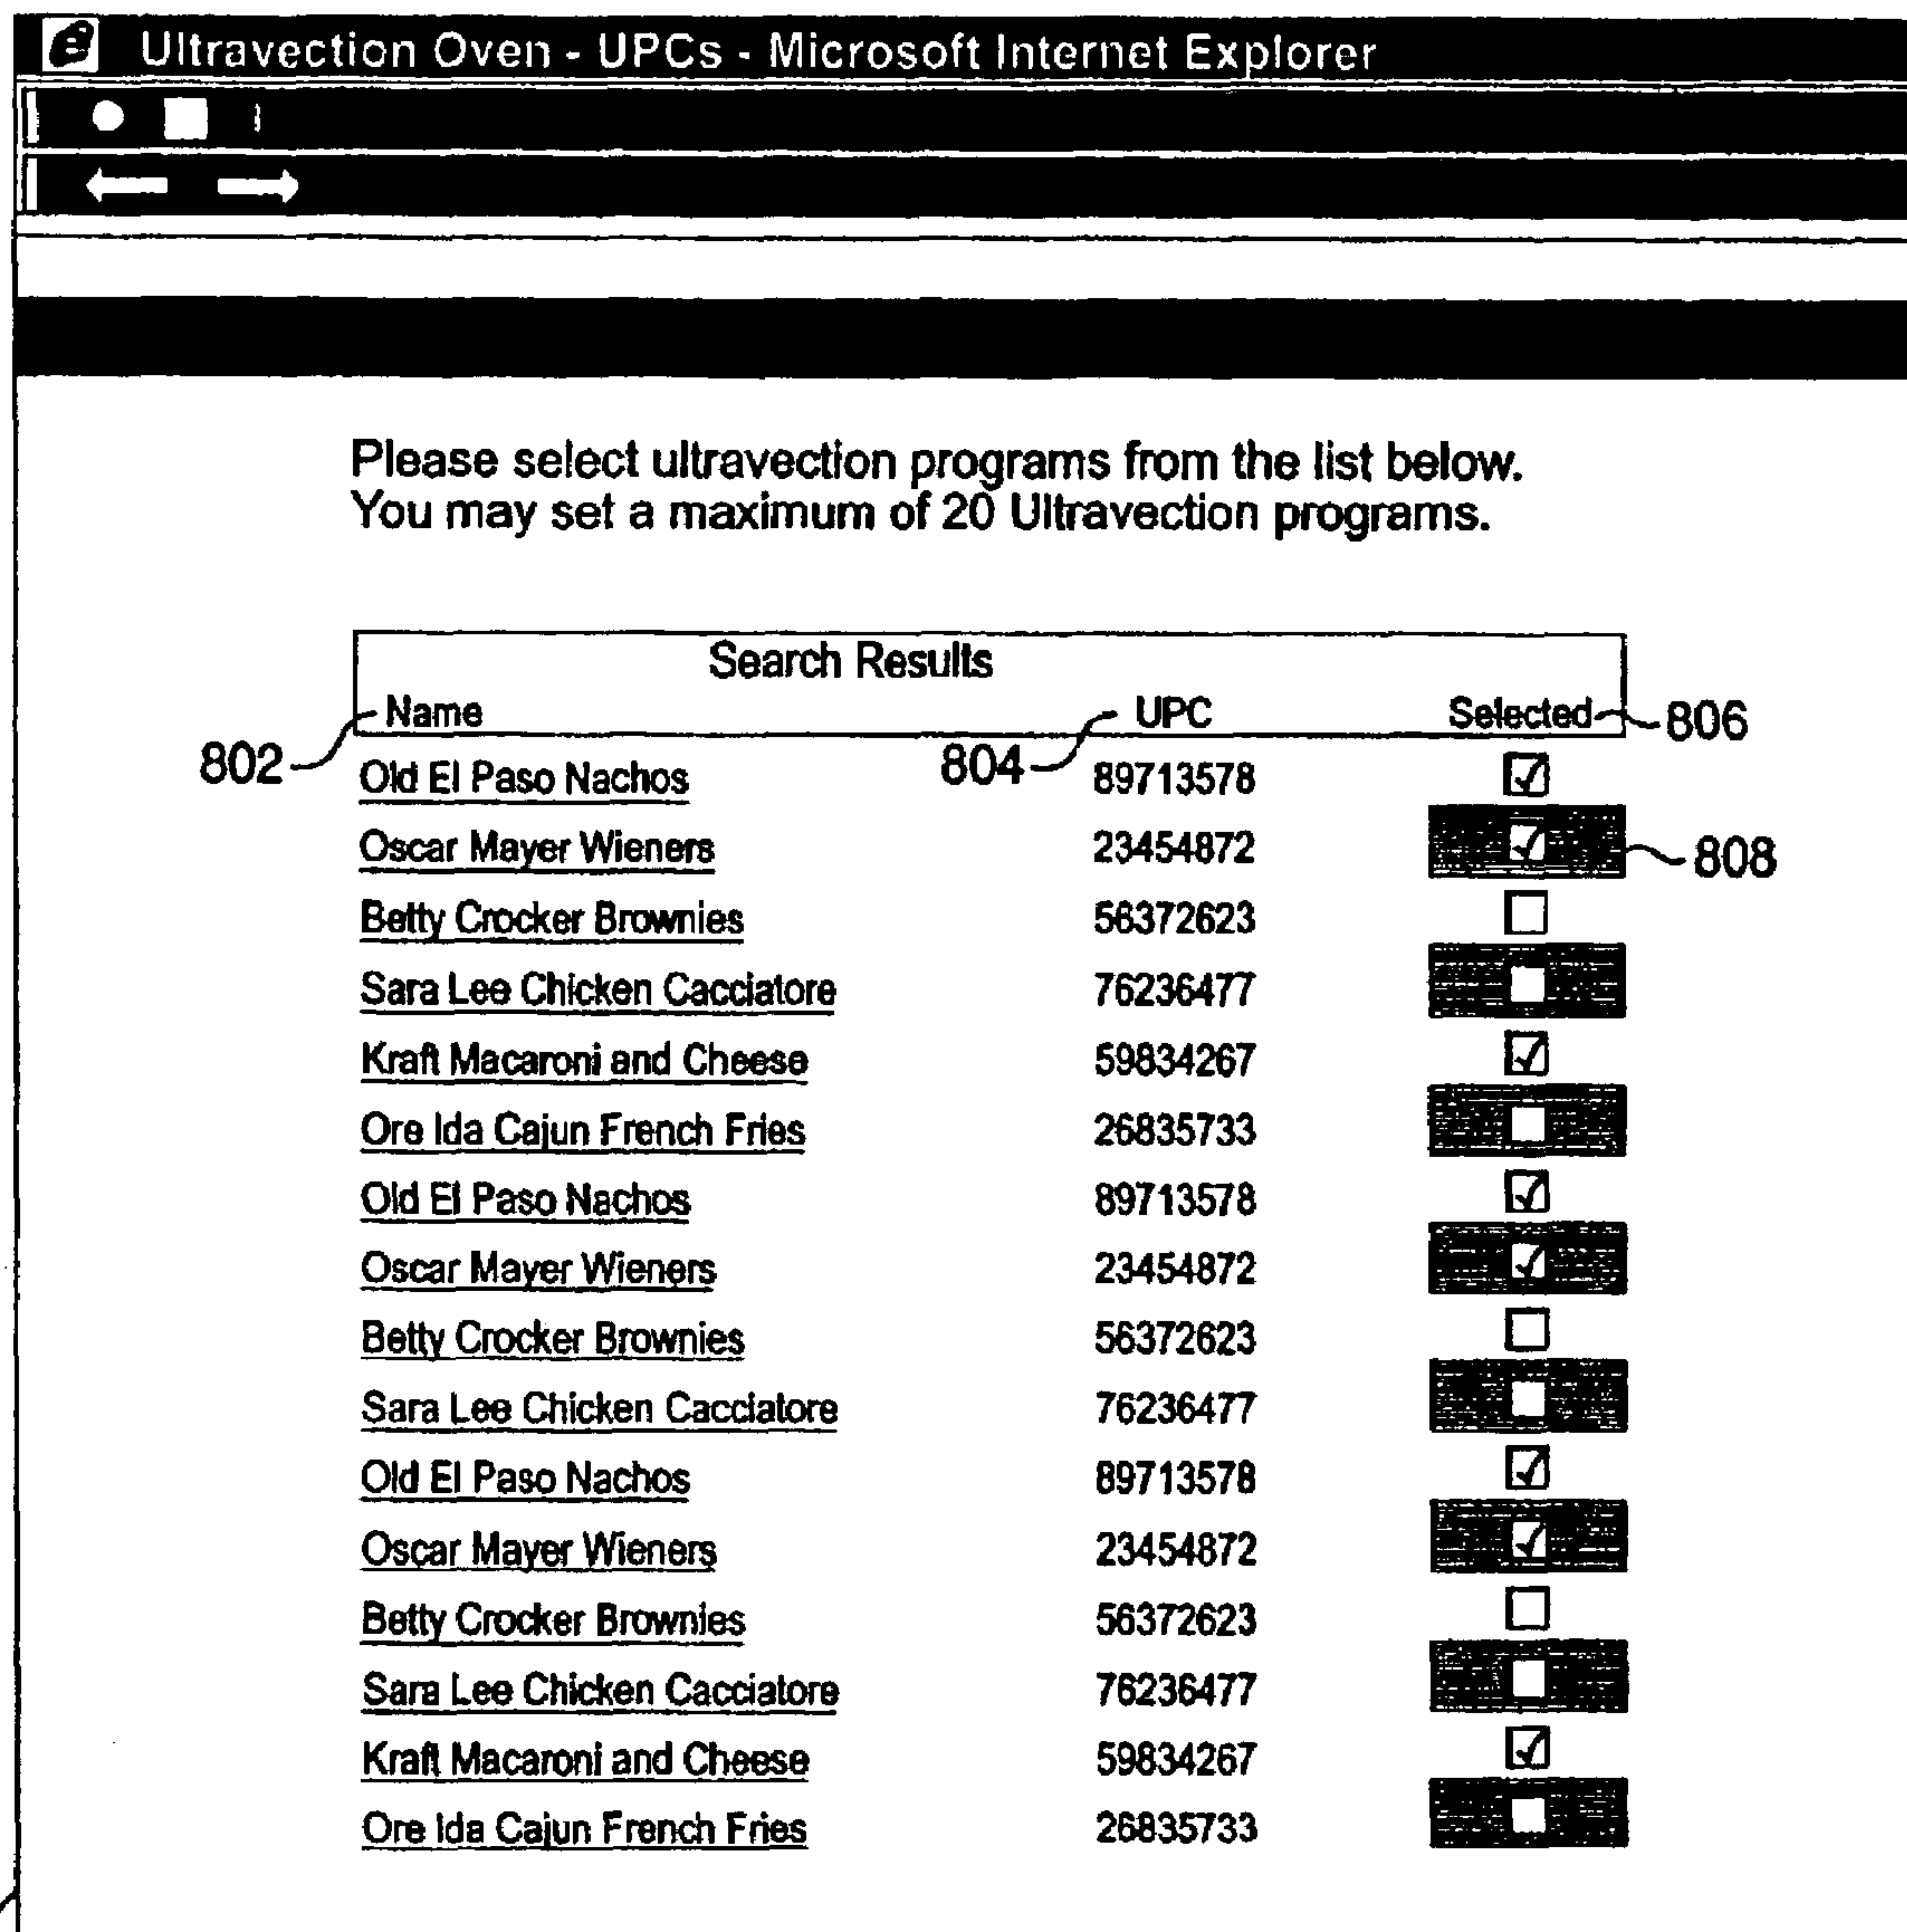 Ultravection Oven - UPCs - Microsoft Internet Explorer
Please select ultravection programs from the list below.
You may set a maximum of 20 Ultravection programs.
Search Results
Name UPC Selected 806
802 804
Old El Paso Nachos 89713578
Oscar Mayer Wieners 23454872 808
Betty Crocker Brownies 56372623
Sara Lee Chicken Cacciatore 76236477
Kraft Macaroni and Cheese 59834267
Ore Ida Cajun French Fries 26835733
Old El Paso Nachos 89713578
Oscar Mayer Wieners 23454872
Betty Crocker Brownies 56372623
Sara Lee Chicken Cacciatore 76236477
Old El Paso Nachos 89713578
Oscar Mayer Wieners 23454872
Betty Crocker Brownies 56372623
Sara Lee Chicken Cacciatore 76236477
Kraft Macaroni and Cheese 59834267
Ore Ida Cajun French Fries 26835733